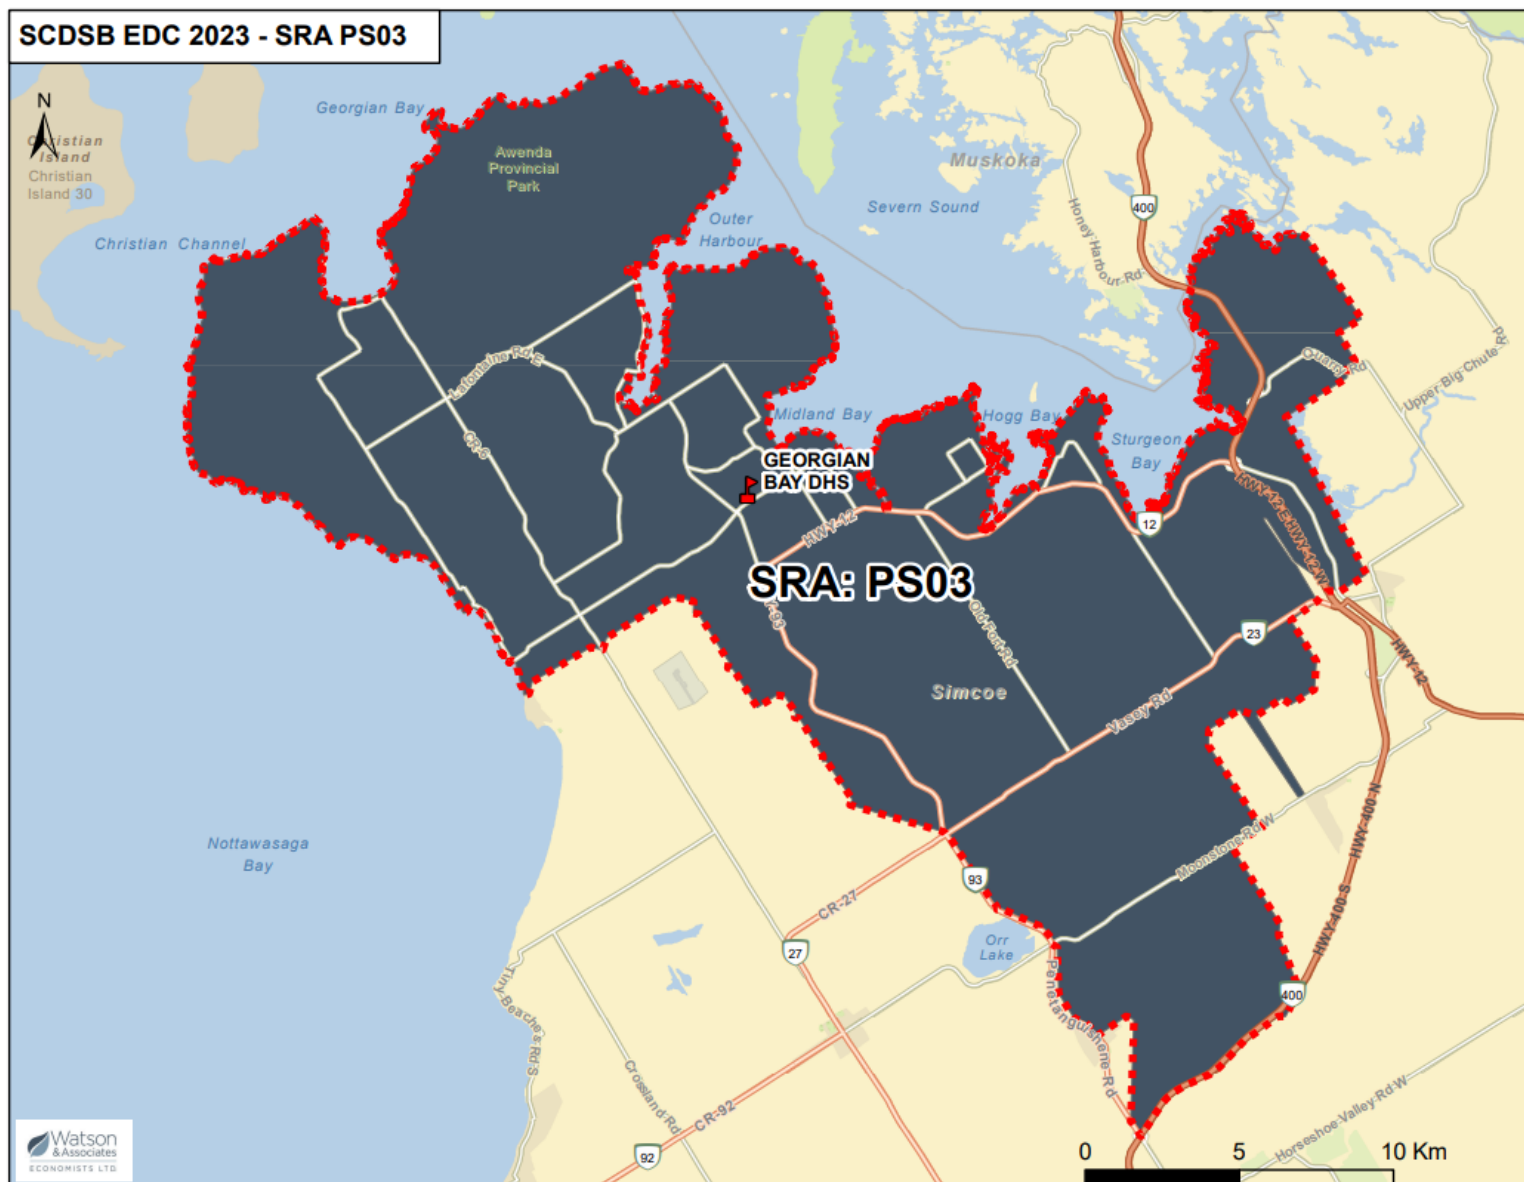 SCDSB EDC 2023 - SRA PS03
N
Christian
Island
Christian
Island 30
Georgian Bay
Awenda
Provincial
Park
Muskoka
Severn Sound
Outer
Harbour
Christian Channel
400
Honey Harbour Rd
Quarry Rd
Upper Big Chute Rd
Lafontaine Rd E
CR-6
Midland Bay
Hogg Bay
Sturgeon
Bay
GEORGIAN
BAY DHS
HWY-12
12
HWY-12 E
HWY-12 W
SRA: PS03
Old Fort Rd
23
HWY-12
Simcoe
Vasey Rd
Nottawasaga
Bay
Moonstone Rd W
HWY-400 N
HWY-400 S
93
CR-27
27
Orr
Lake
400
Penetanguishene Rd
Tiny Beaches Rd S
Crossland Rd
CR-92
92
Horseshoe Valley Rd W
Watson
& Associates
ECONOMISTS LTD.
0 5 10 Km